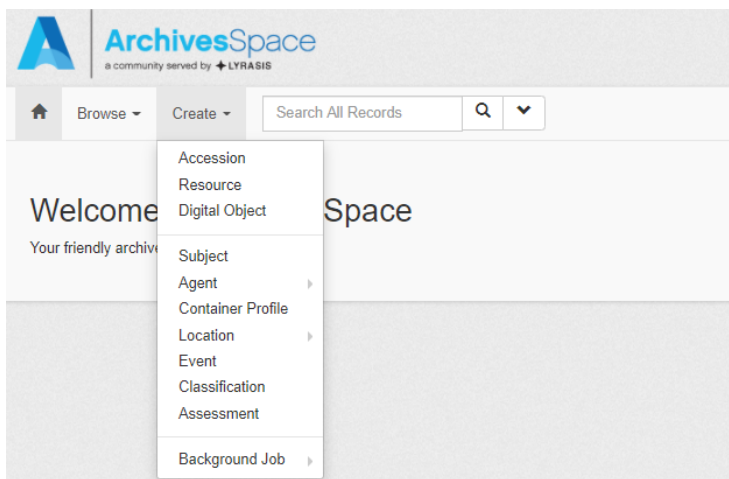 ArchivesSpace
a community served by LYRASIS
Browse Create Search All Records
Accession
Resource
Digital Object
Welcome Space
Your friendly archive
Subject
Agent
Container Profile
Location
Event
Classification
Assessment
Background Job